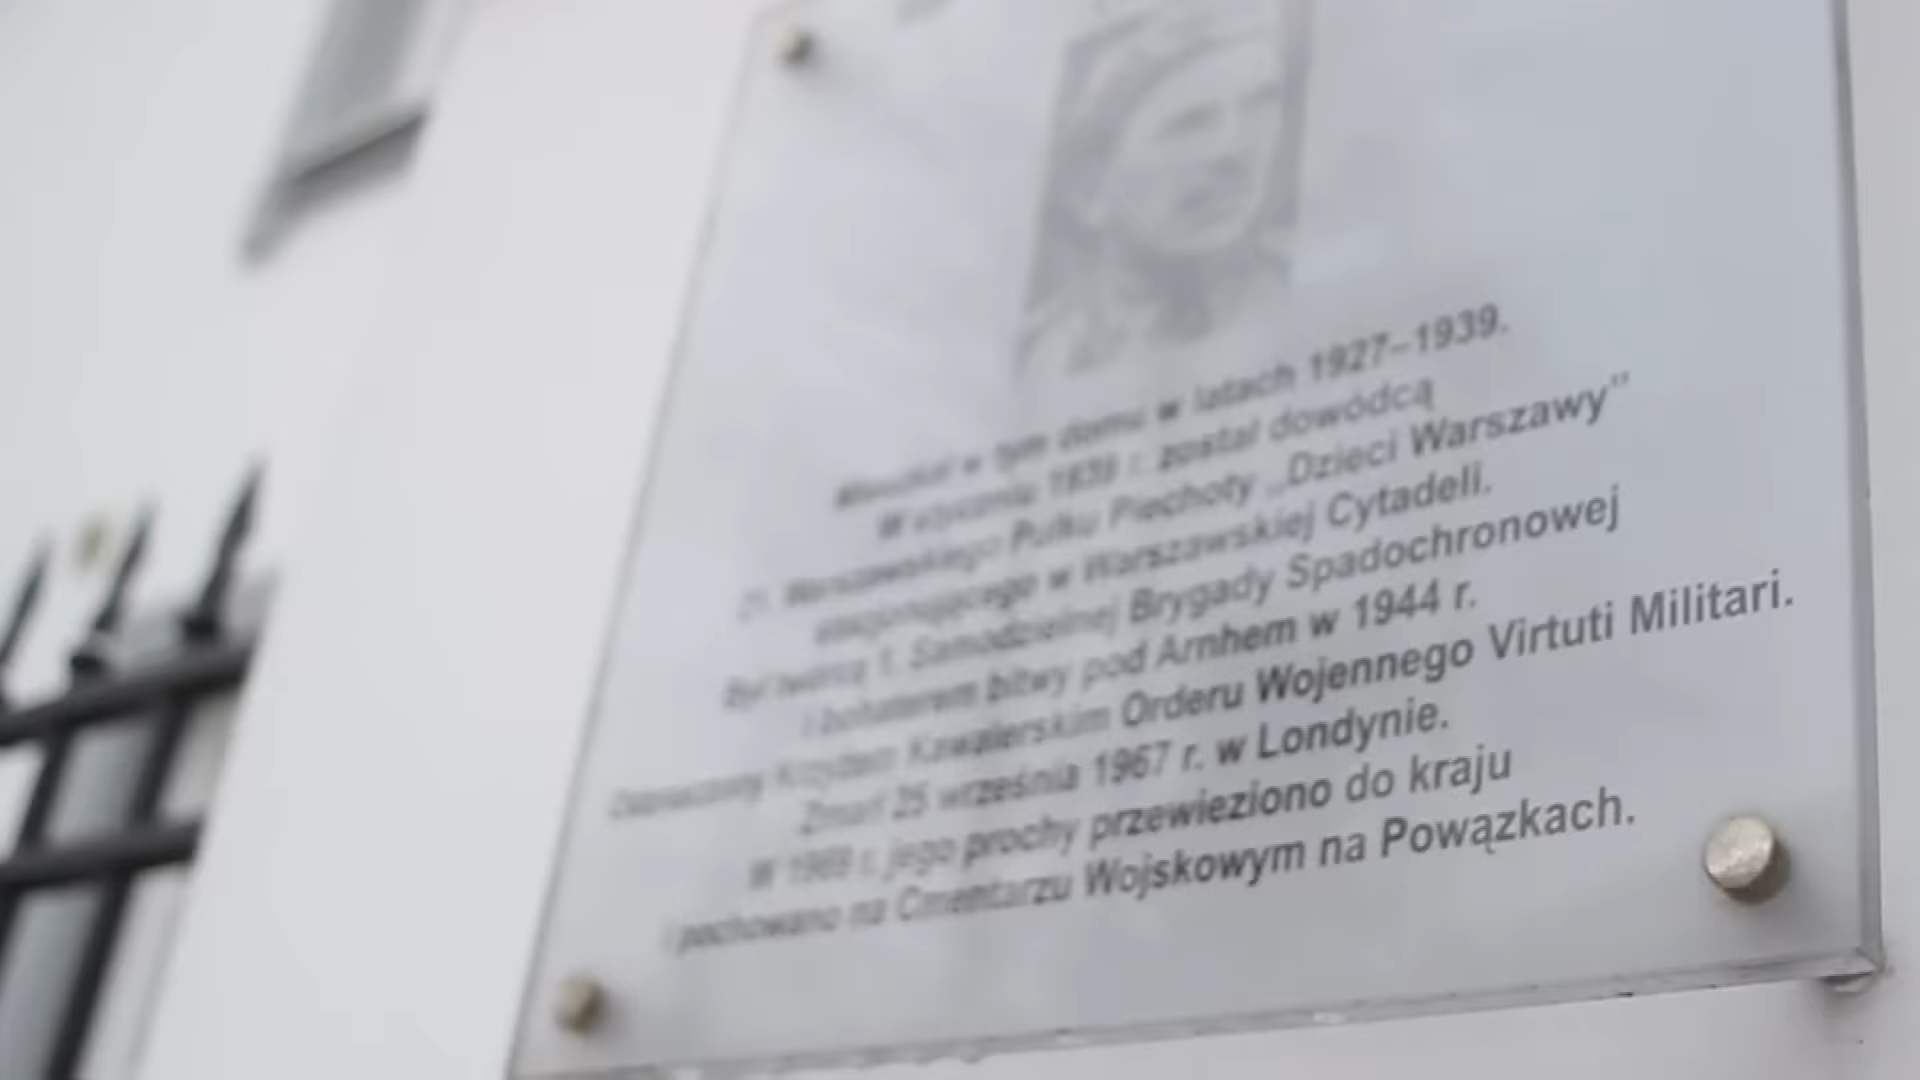 Mieszkał w tym domu w latach 1927–1939.
W styczniu 1939 r. został dowódcą
21. Warszawskiego Pułku Piechoty „Dzieci Warszawy”
stacjonującego w Warszawskiej Cytadeli.
Był twórcą 1. Samodzielnej Brygady Spadochronowej
i bohaterem bitwy pod Arnhem w 1944 r.
Odznaczony Krzyżem Kawalerskim Orderu Wojennego Virtuti Militari.
Zmarł 25 września 1967 r. w Londynie.
W 1969 r. jego prochy przewieziono do kraju
i pochowano na Cmentarzu Wojskowym na Powązkach.